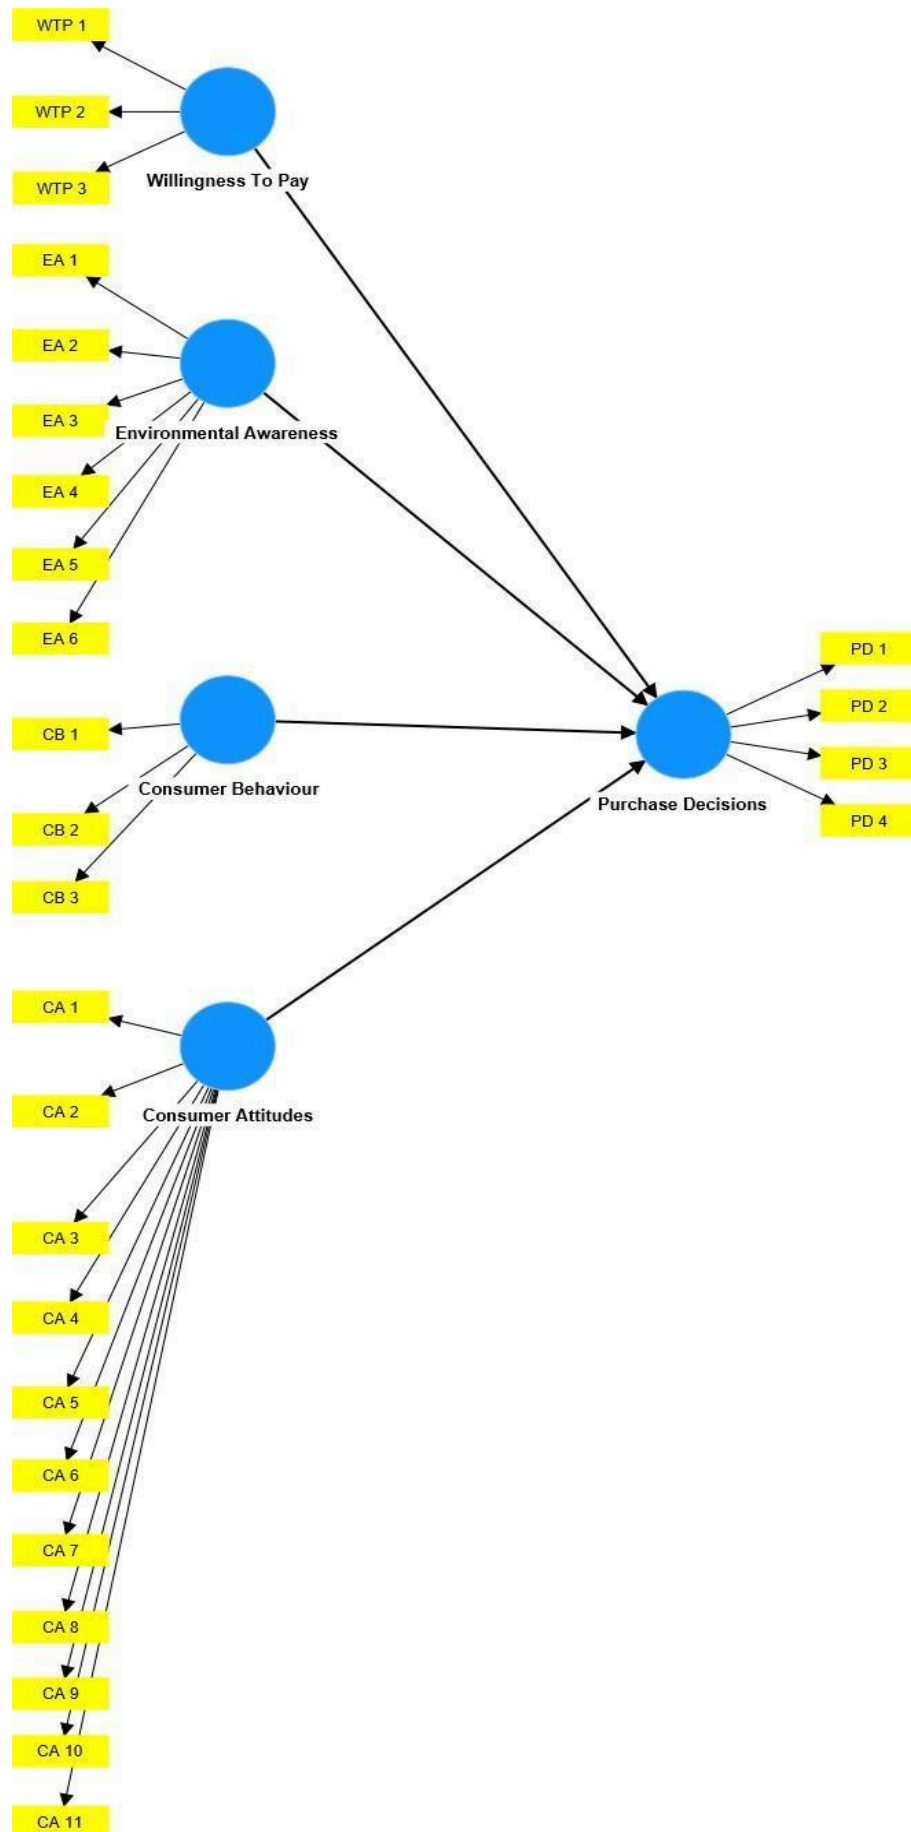 WTP 1
WTP 2
WTP 3
Willingness To Pay
EA 1
EA 2
EA 3
EA 4
EA 5
EA 6
Environmental Awareness
CB 1
CB 2
CB 3
Consumer Behaviour
PD 1
PD 2
PD 3
PD 4
Purchase Decisions
CA 1
CA 2
Consumer Attitudes
CA 3
CA 4
CA 5
CA 6
CA 7
CA 8
CA 9
CA 10
CA 11